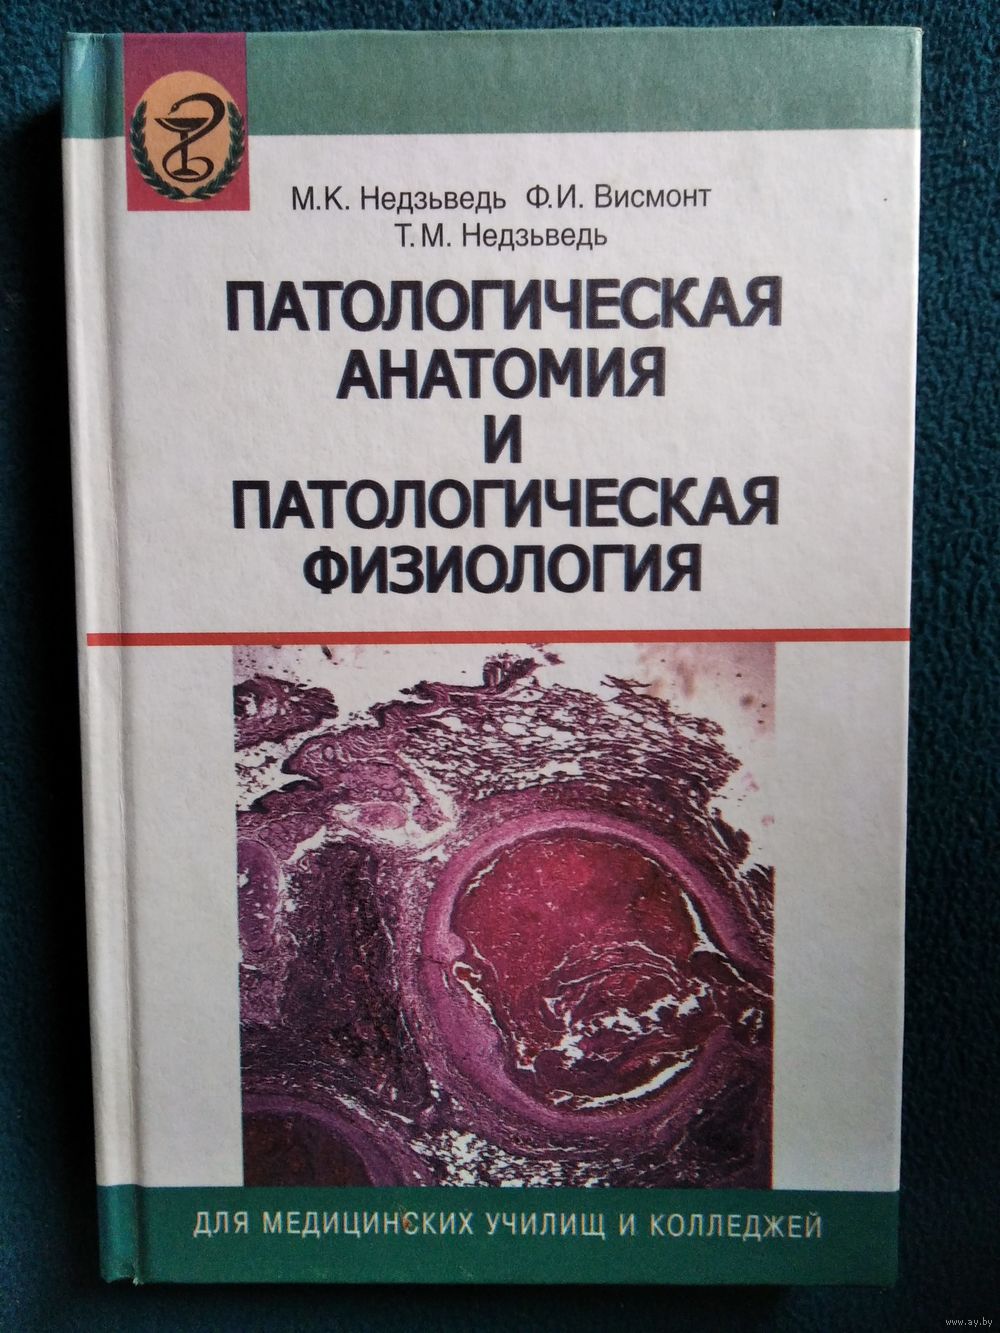 М.К. Недзьведь Ф.И. Висмонт
Т.М. Недзьведь
ПАТОЛОГИЧЕСКАЯ
АНАТОМИЯ
И
ПАТОЛОГИЧЕСКАЯ
ФИЗИОЛОГИЯ
ДЛЯ МЕДИЦИНСКИХ УЧИЛИЩ И КОЛЛЕДЖЕЙ
www.ay.by